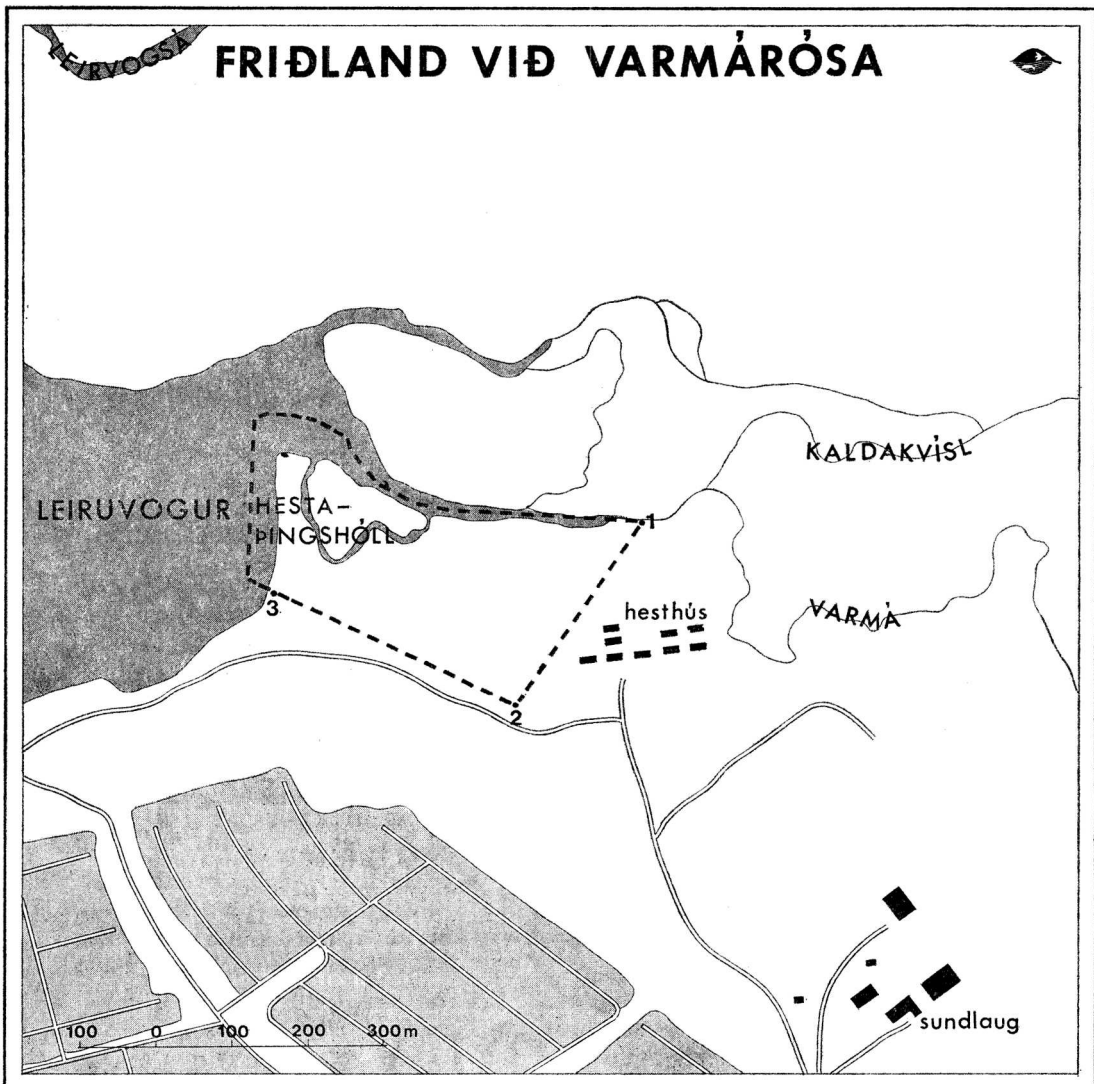 LEIRVOGSÁ
FRIÐLAND VIÐ VARMÁRÓSA
KALDAKVÍSL
LEIRUVOGUR
HESTA–
ÞINGSHÓLL
1
VARMÁ
hesthús
3
2
100 0 100 200 300m
sundlaug